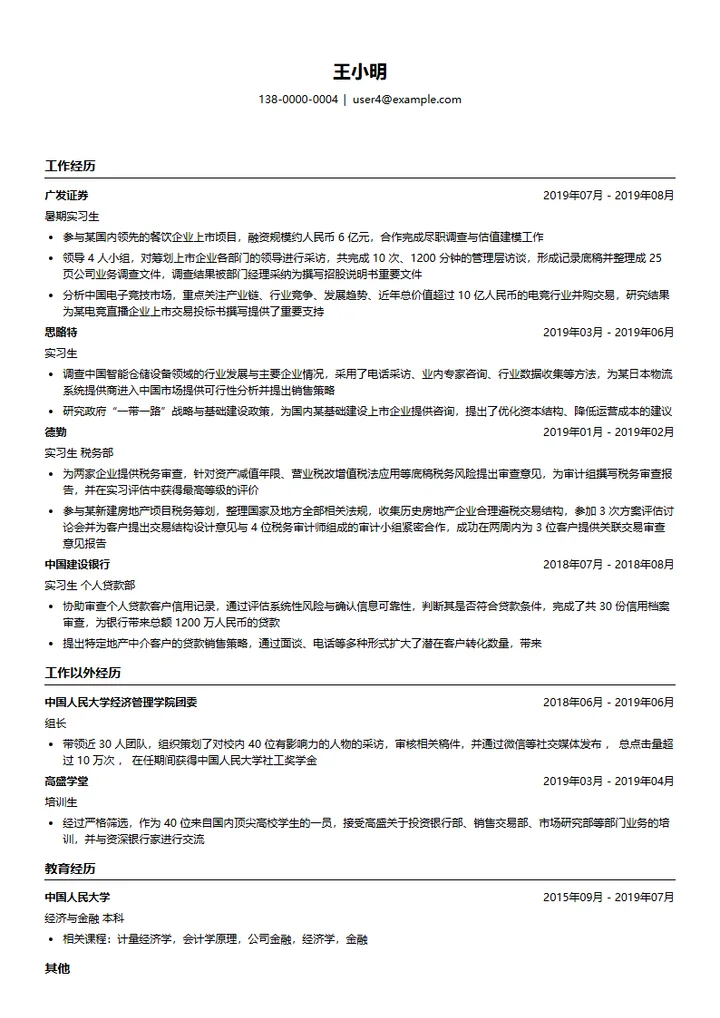 王小明
138-0000-0004 | user4@example.com
工作经历
广发证券 2019年07月 - 2019年08月
暑期实习生
• 参与某国内领先的餐饮企业上市项目，融资规模约人民币 6 亿元，合作完成尽职调查与估值建模工作
• 领导 4 人小组，对筹划上市企业各部门的领导进行采访，共完成 10 次、1200 分钟的管理层访谈，形成记录底稿并整理成 25
页公司业务调查文件，调查结果被部门经理采纳为撰写招股说明书重要文件
• 分析中国电子竞技市场，重点关注产业链、行业竞争、发展趋势、近年总价值超过 10 亿人民币的电竞行业并购交易，研究结果
为某电竞直播企业上市交易投标书撰写提供了重要支持
思略特 2019年03月 - 2019年06月
实习生
• 调查中国智能仓储设备领域的行业发展与主要企业情况，采用了电话采访、业内专家咨询、行业数据收集等方法，为某日本物流
系统提供商进入中国市场提供可行性分析并提出销售策略
• 研究政府“一带一路”战略与基础建设政策，为国内某基础建设上市企业提供咨询，提出了优化资本结构、降低运营成本的建议
德勤 2019年01月 - 2019年02月
实习生 税务部
• 为两家企业提供税务审查，针对资产减值年限、营业税改增值税法应用等底稿税务风险提出审查意见，为审计组撰写税务审查报
告，并在实习评估中获得最高等级的评价
• 参与某新建房地产项目税务筹划，整理国家及地方全部相关法规，收集历史房地产企业合理避税交易结构，参加 3 次方案评估讨
论会并为客户提出交易结构设计意见与 4 位税务审计师组成的审计小组紧密合作，成功在两周内为 3 位客户提供关联交易审查
意见报告
中国建设银行 2018年07月 - 2018年08月
实习生 个人贷款部
• 协助审查个人贷款客户信用记录，通过评估系统性风险与确认信息可靠性，判断其是否符合贷款条件，完成了共 30 份信用档案
审查，为银行带来总额 1200 万人民币的贷款
• 提出特定地产中介客户的贷款销售策略，通过面谈、电话等多种形式扩大了潜在客户转化数量，带来
工作以外经历
中国人民大学经济管理学院团委 2018年06月 - 2019年06月
组长
• 带领近 30 人团队，组织策划了对校内 40 位有影响力的人物的采访，审核相关稿件，并通过微信等社交媒体发布 ， 总点击量超
过 10 万次 ， 在任期间获得中国人民大学社工奖学金
高盛学堂 2019年03月 - 2019年04月
培训生
• 经过严格筛选，作为 40 位来自国内顶尖高校学生的一员，接受高盛关于投资银行部、销售交易部、市场研究部等部门业务的培
训，并与资深银行家进行交流
教育经历
中国人民大学 2015年09月 - 2019年07月
经济与金融 本科
• 相关课程：计量经济学，会计学原理，公司金融，经济学，金融
其他